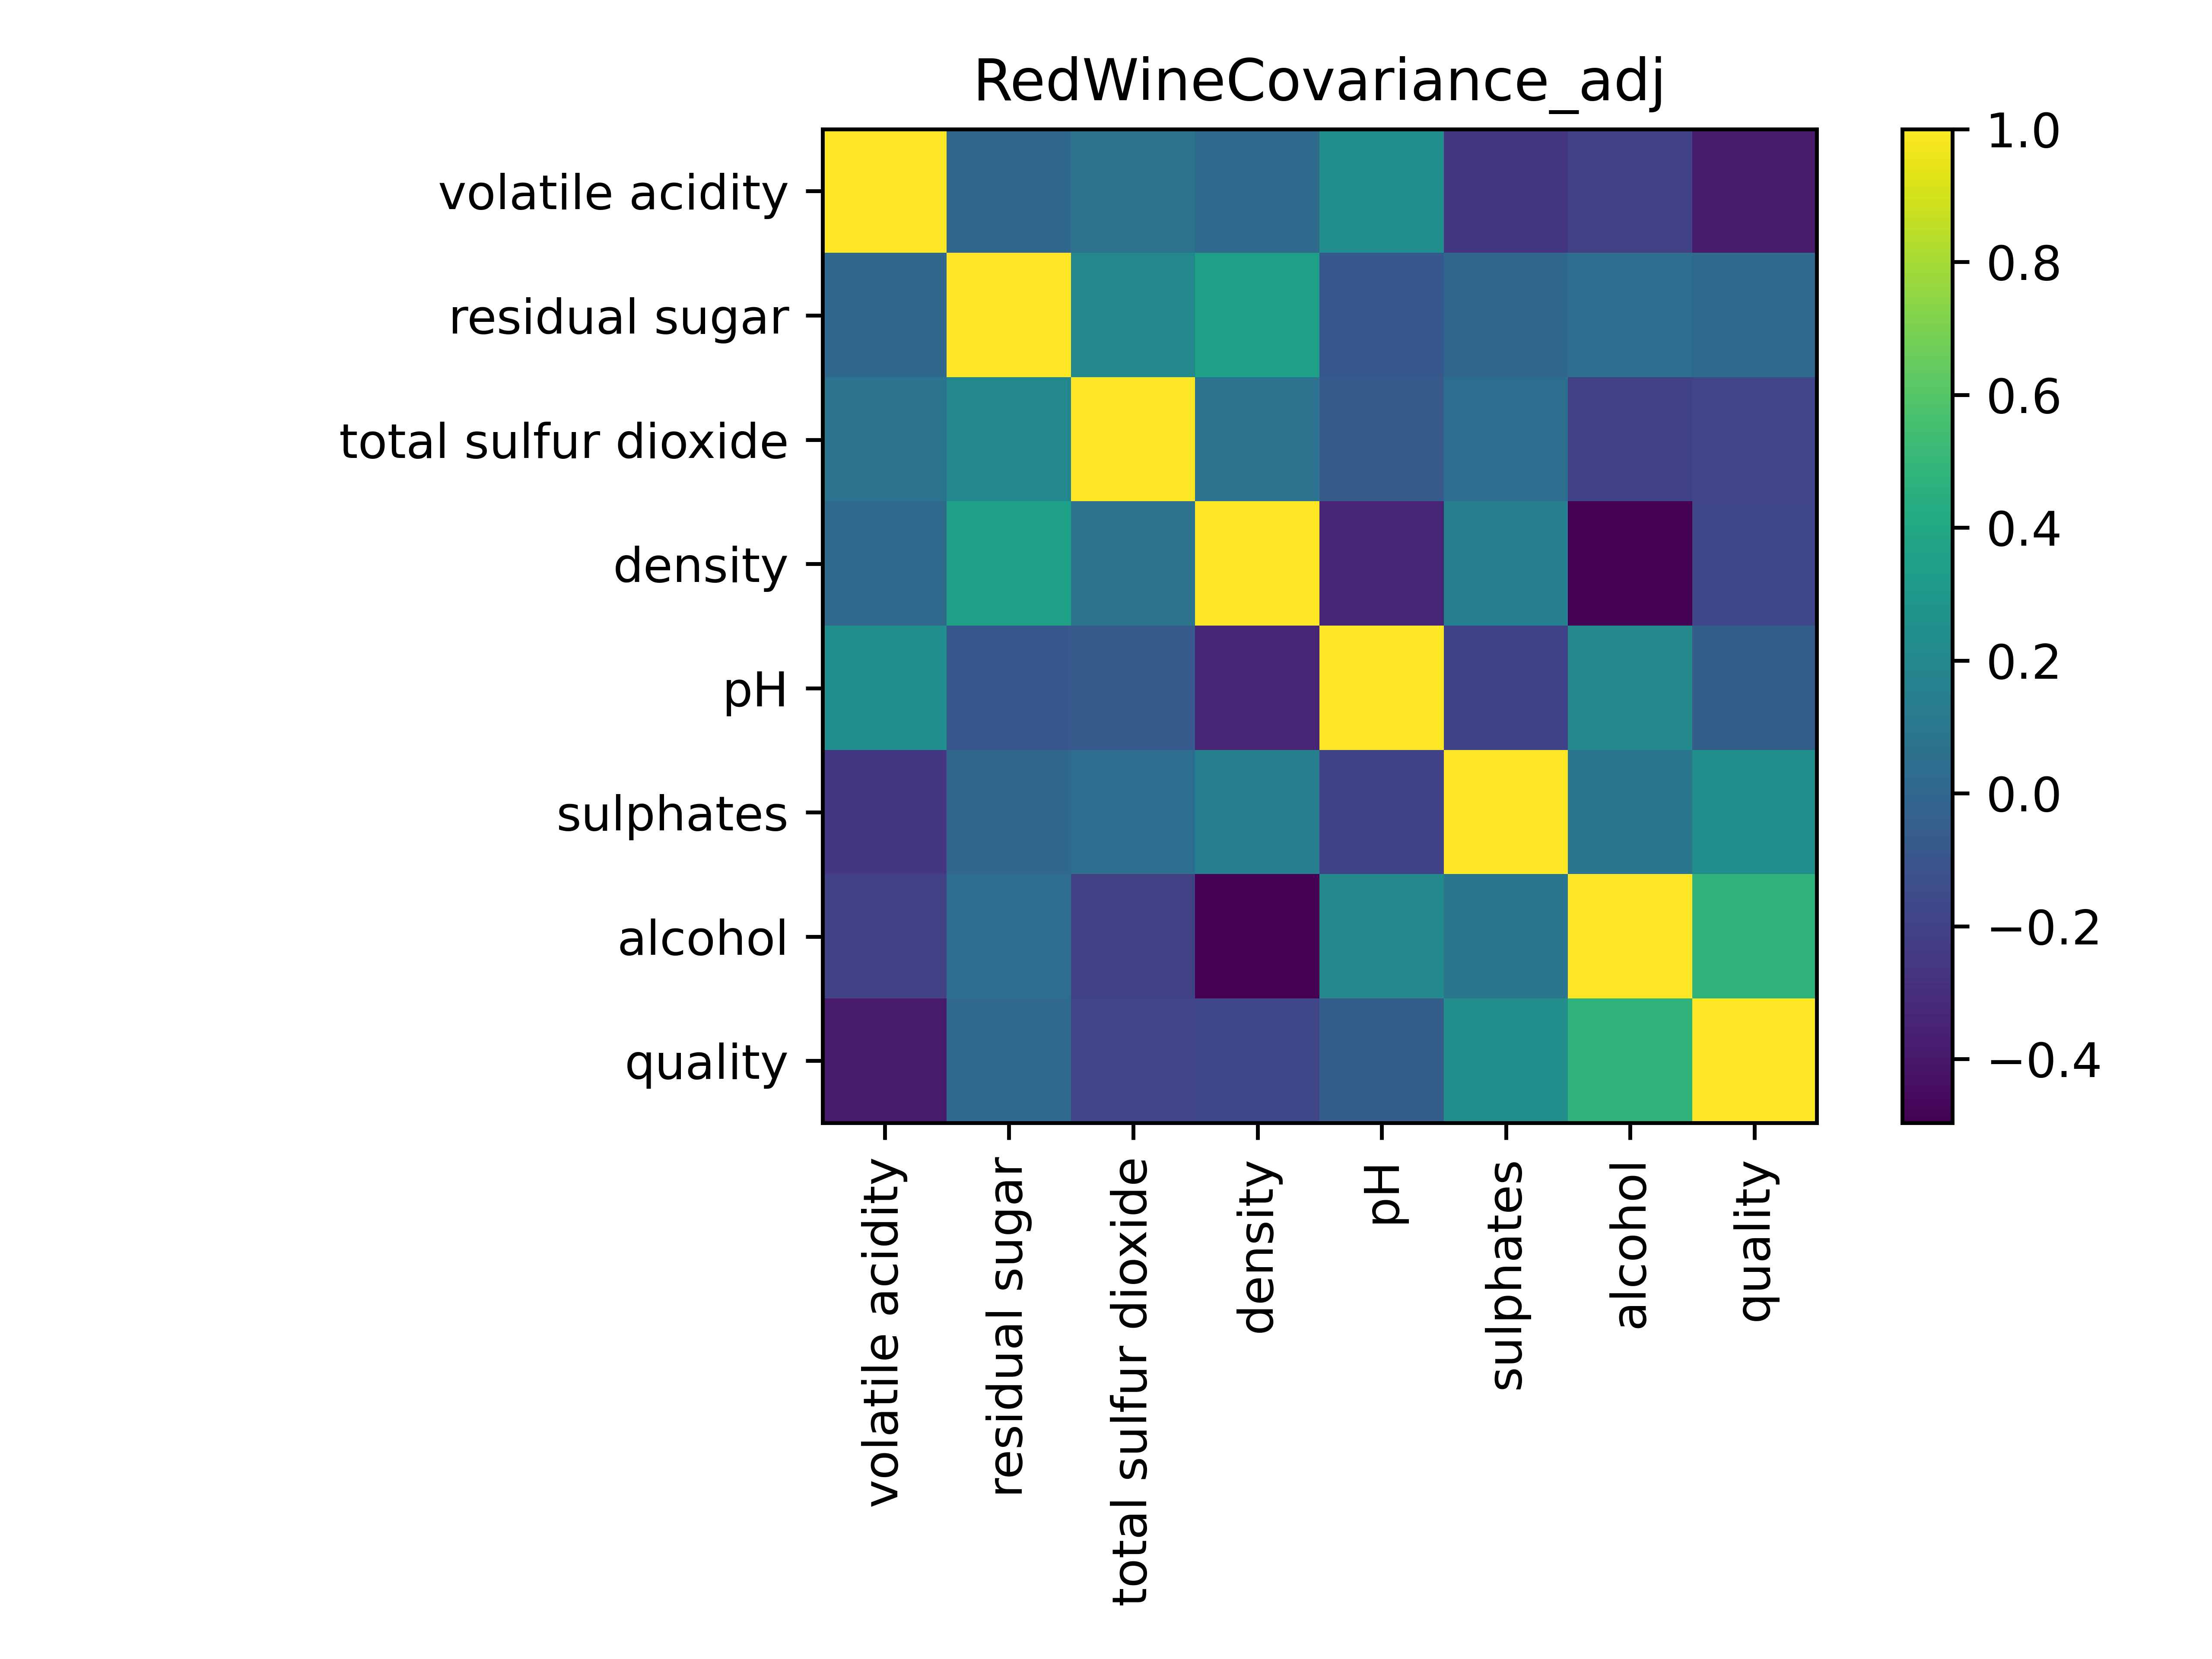 RedWineCovariance_adj
volatile acidity
residual sugar
total sulfur dioxide
density
pH
sulphates
alcohol
quality
volatile acidity
residual sugar
total sulfur dioxide
density
pH
sulphates
alcohol
quality
1.0
0.8
0.6
0.4
0.2
0.0
−0.2
−0.4